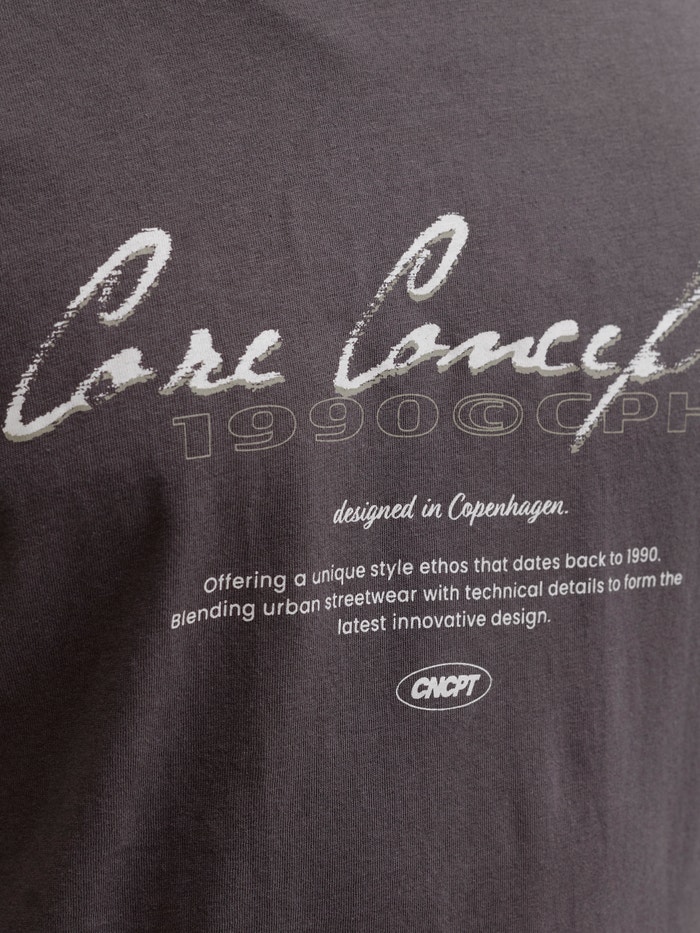 Core Concep
1990©CPH
designed in Copenhagen.
Offering a unique style ethos that dates back to 1990.
Blending urban streetwear with technical details to form the
latest innovative design.
CNCPT